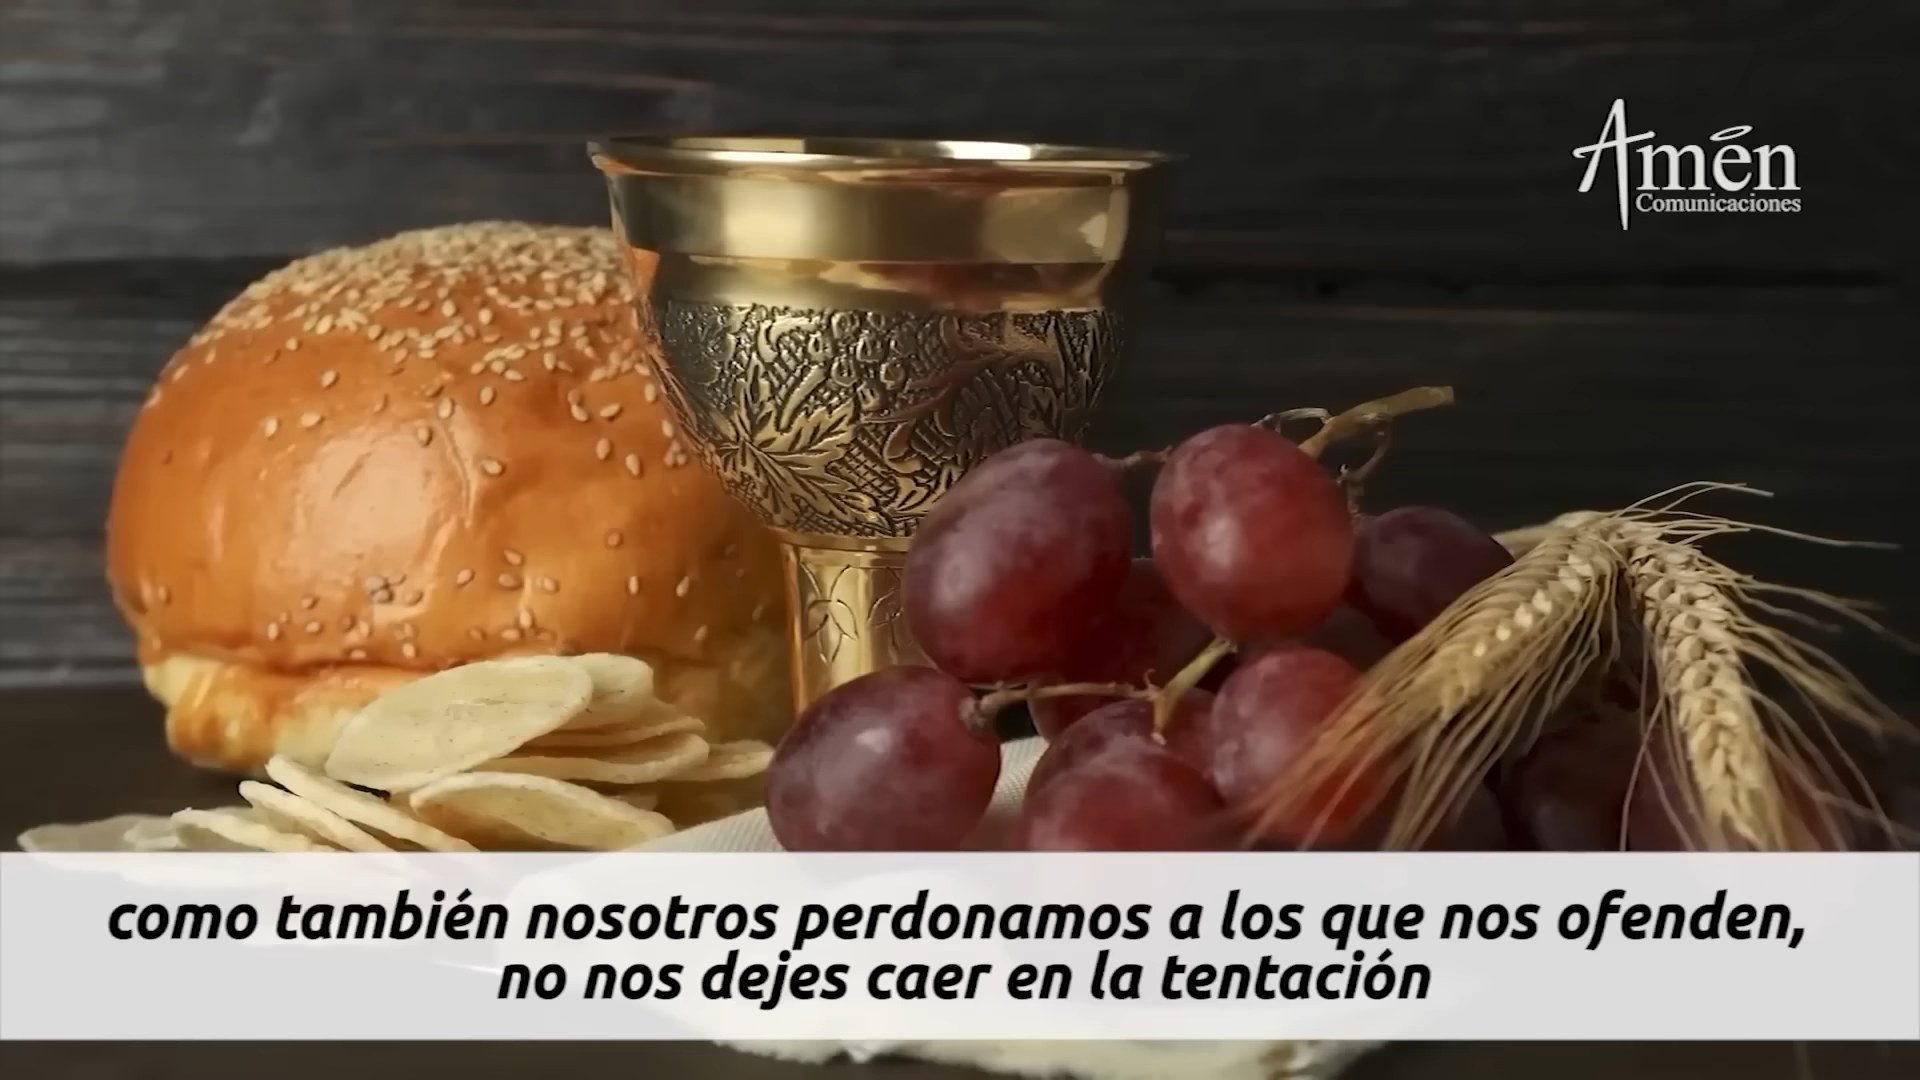 Amén
Comunicaciones
como también nosotros perdonamos a los que nos ofenden,
no nos dejes caer en la tentación